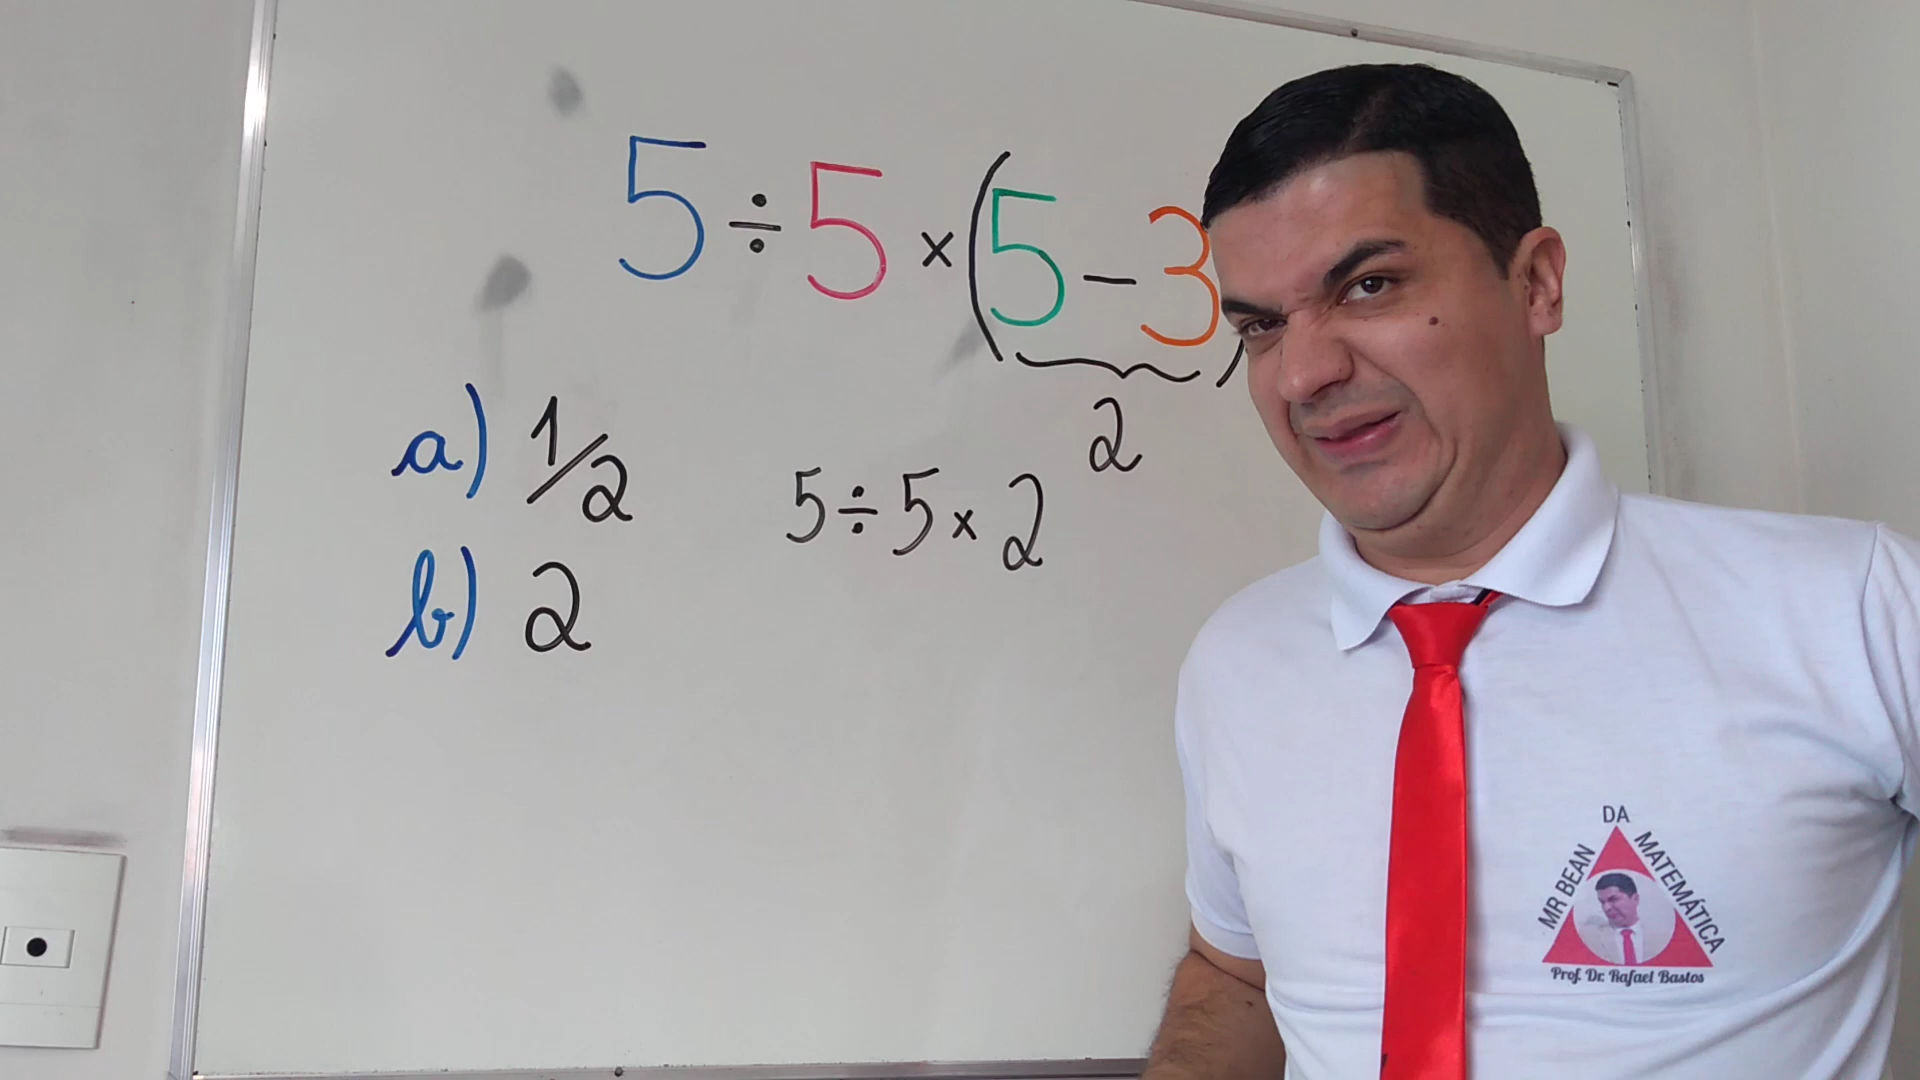 5 ÷ 5 × (5 – 3)
2
a) 1/2
5 ÷ 5 × 2
b) 2
DA
MR BEAN
MATEMÁTICA
Prof. Dr. Rafael Bastos